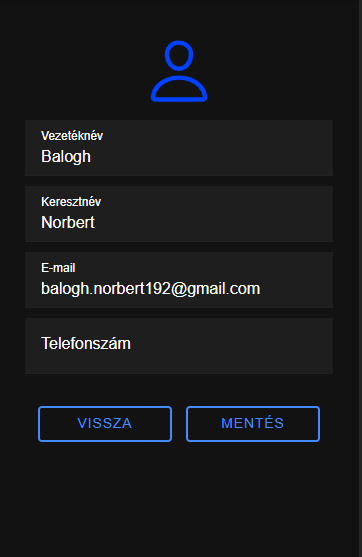 Vezetéknév
Balogh
Keresztnév
Norbert
E-mail
balogh.norbert192@gmail.com
Telefonszám
VISSZA
MENTÉS